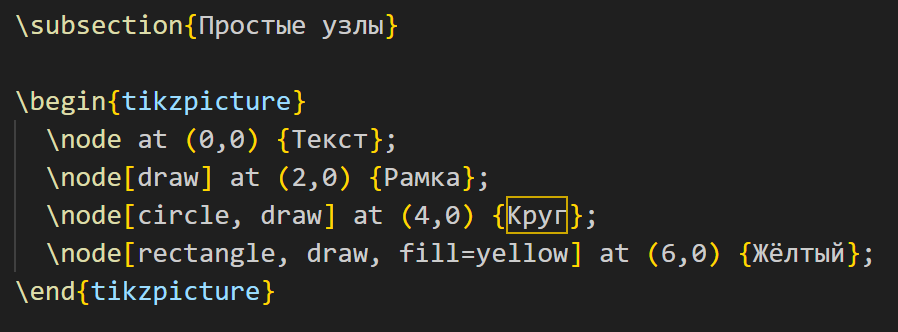 \subsection{Простые узлы}

\begin{tikzpicture}
  \node at (0,0) {Текст};
  \node[draw] at (2,0) {Рамка};
  \node[circle, draw] at (4,0) {Круг};
  \node[rectangle, draw, fill=yellow] at (6,0) {Жёлтый};
\end{tikzpicture}